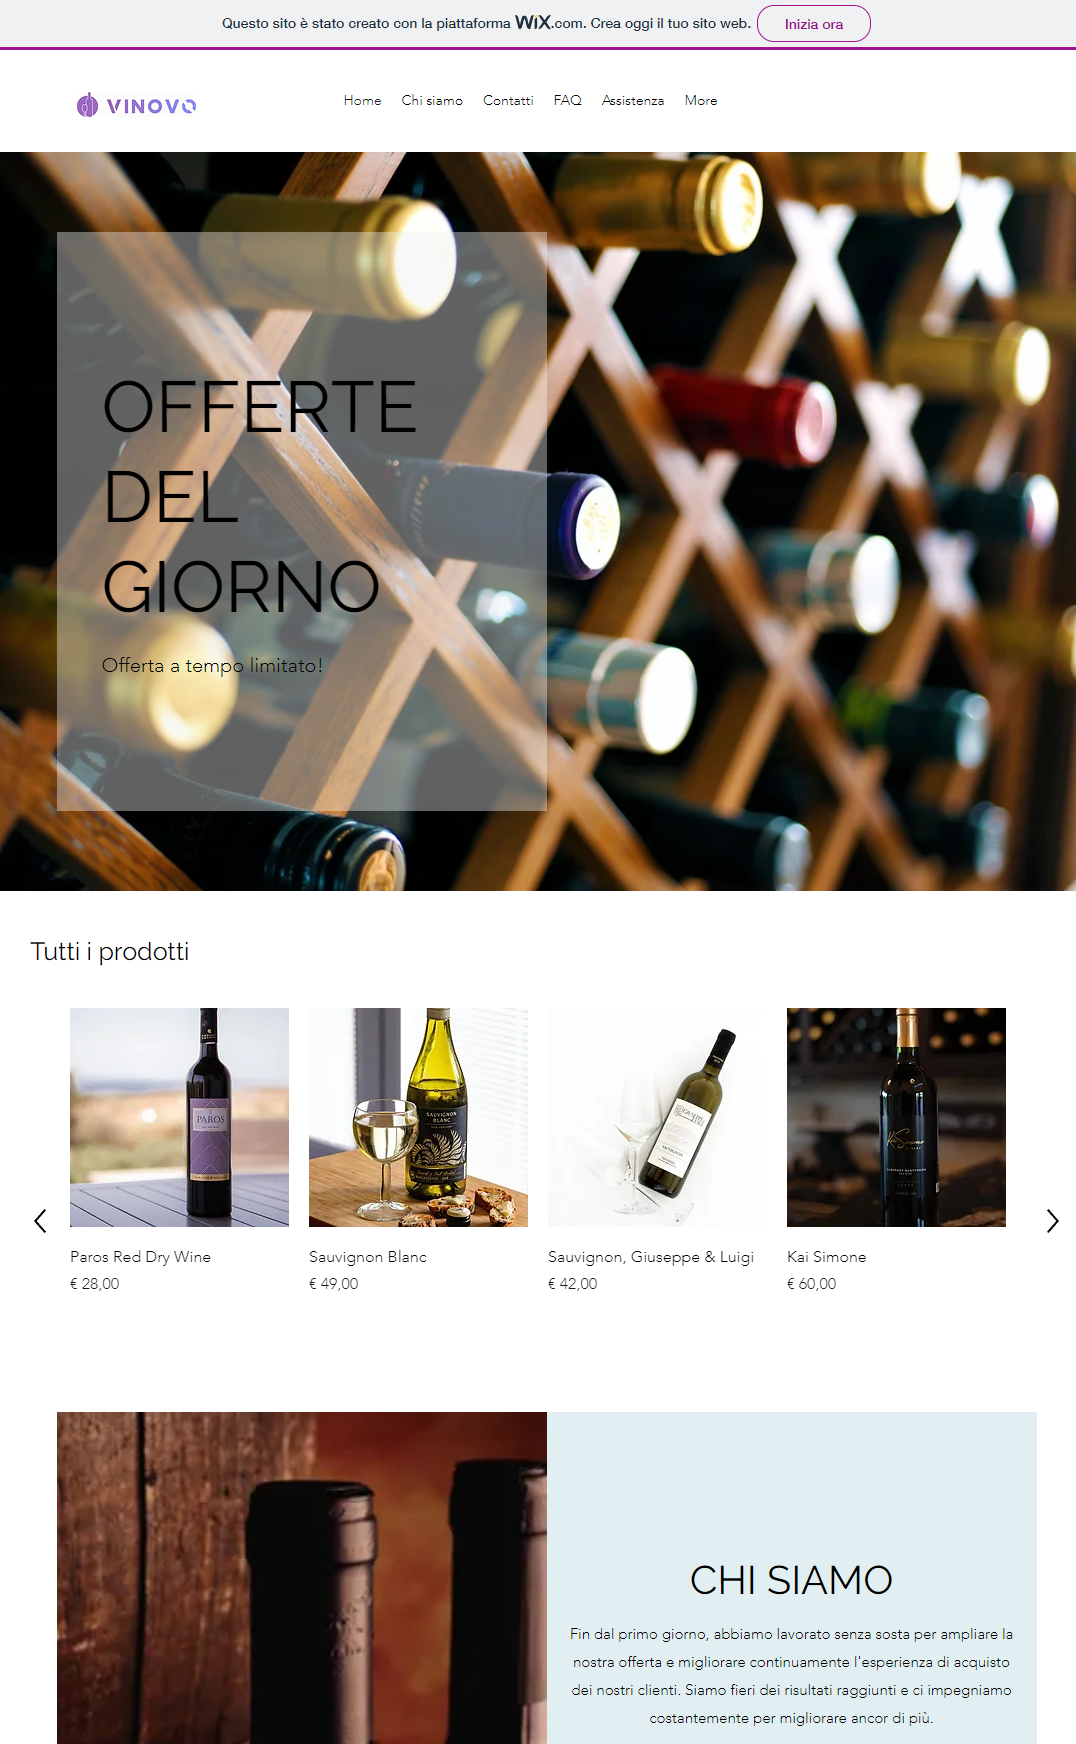 Questo sito è stato creato con la piattaforma WiX.com. Crea oggi il tuo sito web.
Inizia ora
VINOVO
Home
Chi siamo
Contatti
FAQ
Assistenza
More
OFFERTE
DEL
GIORNO
Offerta a tempo limitato!
Tutti i prodotti
PAROS
SAUVIGNON
BLANC
Kai Simone
CABERNET SAUVIGNON
Paros Red Dry Wine
€ 28,00
Sauvignon Blanc
€ 49,00
Sauvignon, Giuseppe & Luigi
€ 42,00
Kai Simone
€ 60,00
CHI SIAMO
Fin dal primo giorno, abbiamo lavorato senza sosta per ampliare la
nostra offerta e migliorare continuamente l'esperienza di acquisto
dei nostri clienti. Siamo fieri dei risultati raggiunti e ci impegniamo
costantemente per migliorare ancor di più.